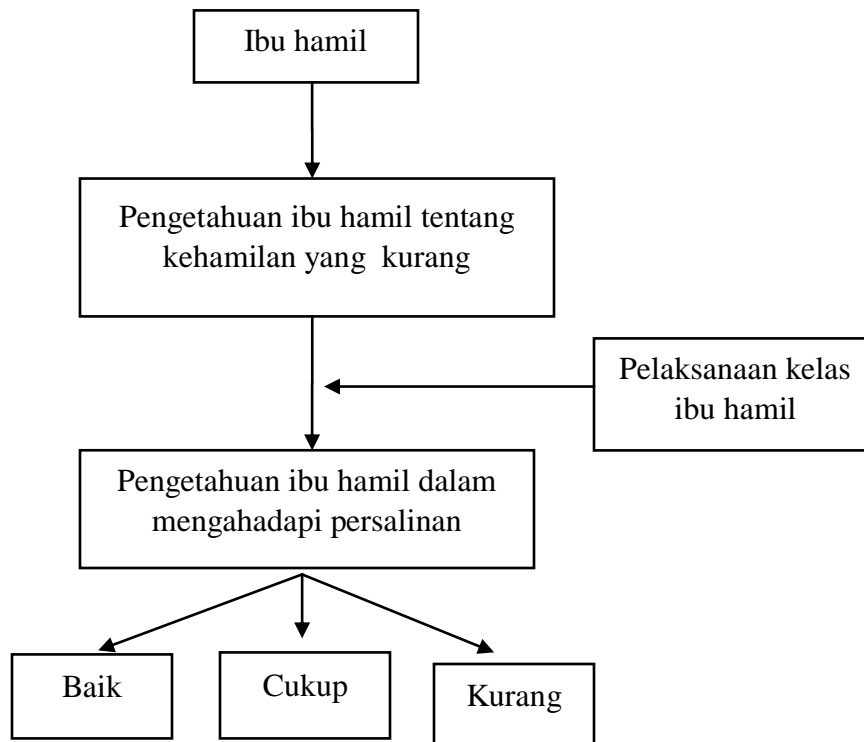 Ibu hamil
Pengetahuan ibu hamil tentang
kehamilan yang kurang
Pelaksanaan kelas
ibu hamil
Pengetahuan ibu hamil dalam
mengahadapi persalinan
Baik
Cukup
Kurang